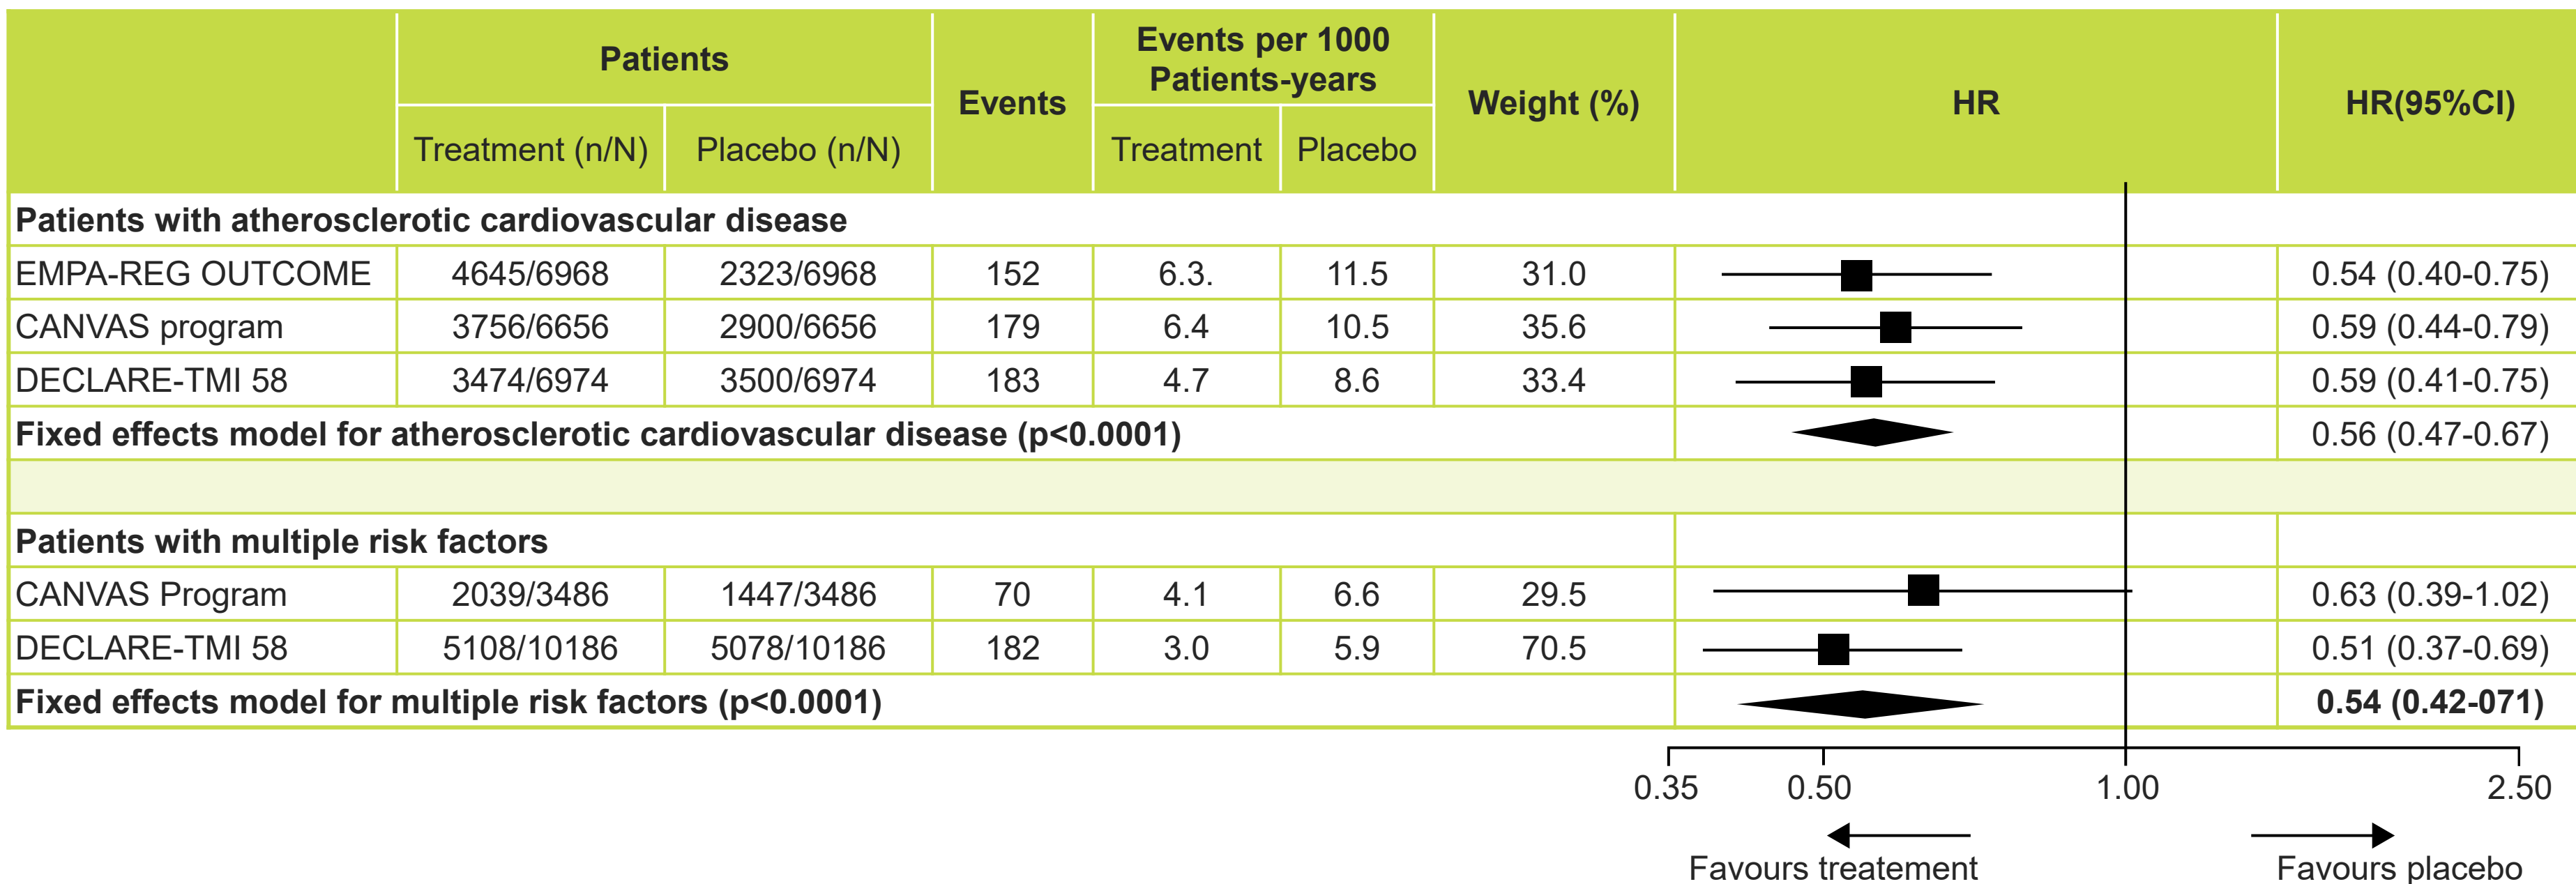 Patients
Events
Events per 1000
Patients-years
Weight (%)
HR
HR(95%CI)
Treatment (n/N)
Placebo (n/N)
Treatment
Placebo
Patients with atherosclerotic cardiovascular disease
EMPA-REG OUTCOME 4645/6968 2323/6968 152 6.3. 11.5 31.0 0.54 (0.40-0.75)
CANVAS program 3756/6656 2900/6656 179 6.4 10.5 35.6 0.59 (0.44-0.79)
DECLARE-TMI 58 3474/6974 3500/6974 183 4.7 8.6 33.4 0.59 (0.41-0.75)
Fixed effects model for atherosclerotic cardiovascular disease (p<0.0001) 0.56 (0.47-0.67)
Patients with multiple risk factors
CANVAS Program 2039/3486 1447/3486 70 4.1 6.6 29.5 0.63 (0.39-1.02)
DECLARE-TMI 58 5108/10186 5078/10186 182 3.0 5.9 70.5 0.51 (0.37-0.69)
Fixed effects model for multiple risk factors (p<0.0001) 0.54 (0.42-071)
0.35 0.50 1.00 2.50
Favours treatement Favours placebo